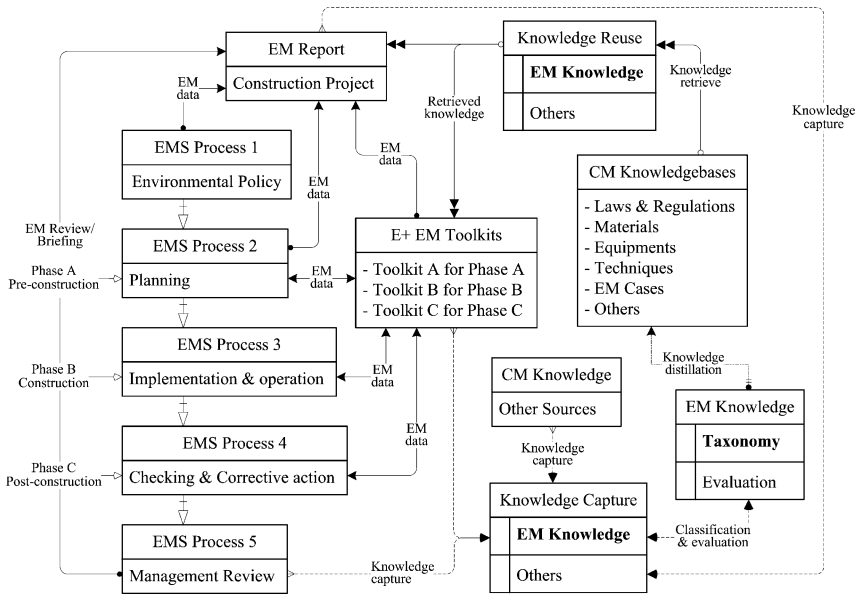 EM Report
Construction Project
Knowledge Reuse
EM Knowledge
Others
EM
data
Retrieved
knowledge
Knowledge
retrieve
Knowledge
capture
EMS Process 1
Environmental Policy
EM
data
EM
data
CM Knowledgebases
- Laws & Regulations
- Materials
- Equipments
- Techniques
- EM Cases
- Others
EM Review/
Briefing
EMS Process 2
Planning
Phase A
Pre-construction
EM
data
E+ EM Toolkits
- Toolkit A for Phase A
- Toolkit B for Phase B
- Toolkit C for Phase C
EMS Process 3
Implementation & operation
Phase B
Construction
EM
data
CM Knowledge
Other Sources
Knowledge
distillation
EM Knowledge
Taxonomy
Evaluation
EMS Process 4
Checking & Corrective action
Phase C
Post-construction
EM
data
Knowledge
capture
Knowledge Capture
EM Knowledge
Others
Classification
& evaluation
EMS Process 5
Management Review
Knowledge
capture